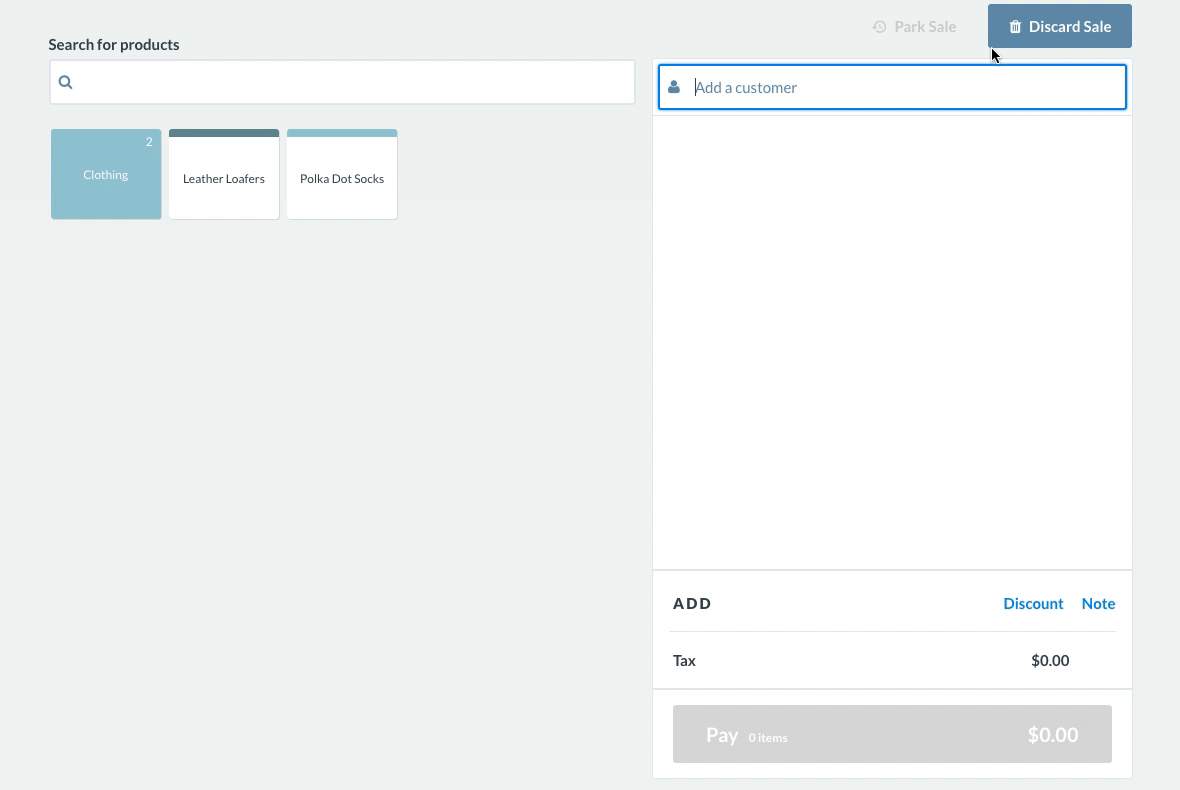 Park Sale
Discard Sale
Search for products
Add a customer
2
Clothing
Leather Loafers
Polka Dot Socks
ADD
Discount
Note
Tax
$0.00
Pay 0 items
$0.00